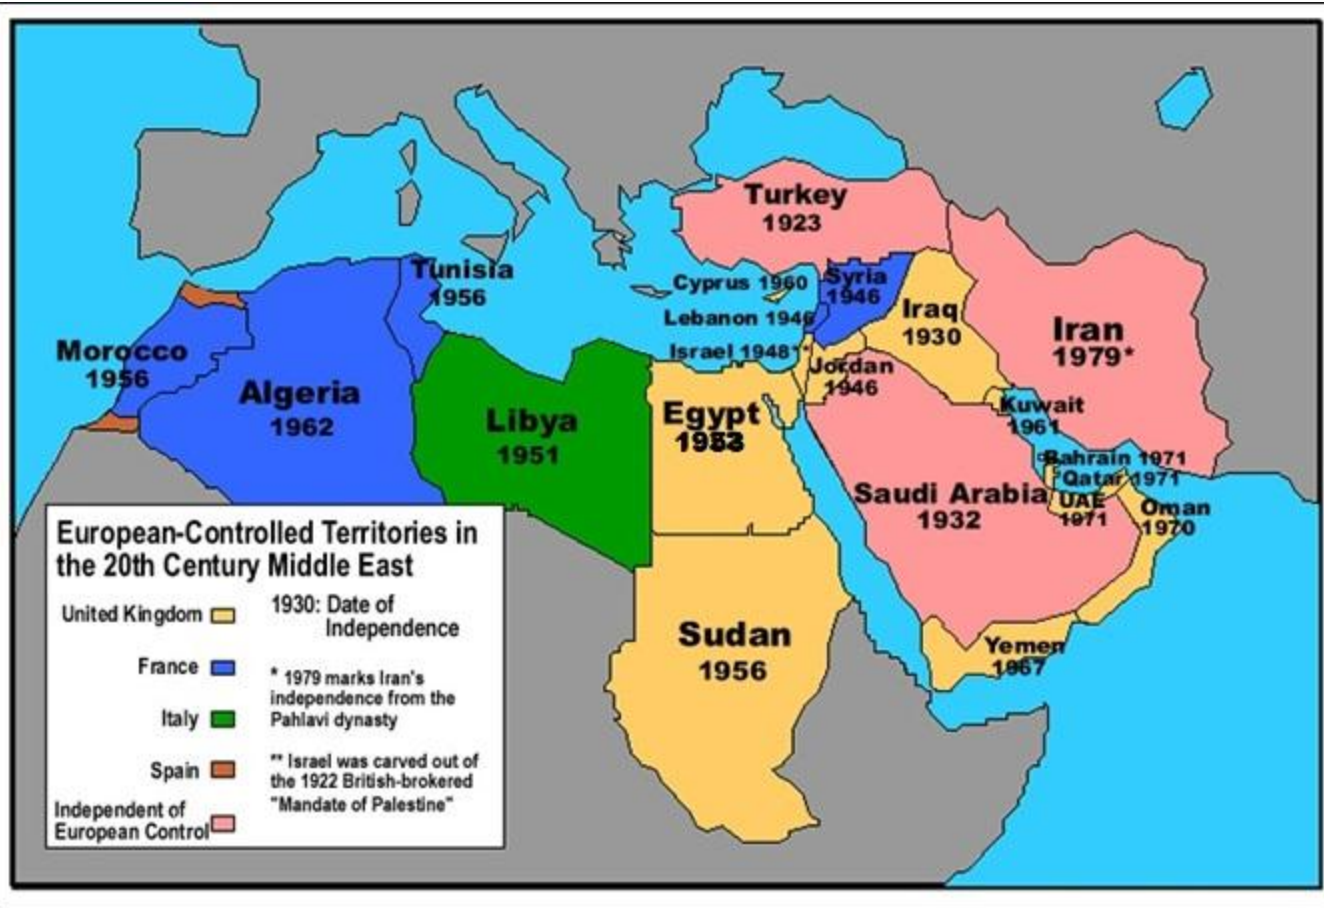 Turkey
1923
Tunisia
1956
Cyprus 1960
Syria
1946
Lebanon 1946
Iraq
1930
Iran
1979*
Israel 1948**
Morocco
1956
Jordan
1946
Algeria
1962
Libya
1951
Egypt
Kuwait
1961
Bahrain 1971
Qatar 1971
Saudi Arabia
1932
UAE
1971
Oman
1970
Sudan
1956
Yemen
1967
European-Controlled Territories in
the 20th Century Middle East
United Kingdom
France
Italy
Spain
Independent of
European Control
1930: Date of
Independence
* 1979 marks Iran's
independence from the
Pahlavi dynasty
** Israel was carved out of
the 1922 British-brokered
"Mandate of Palestine"